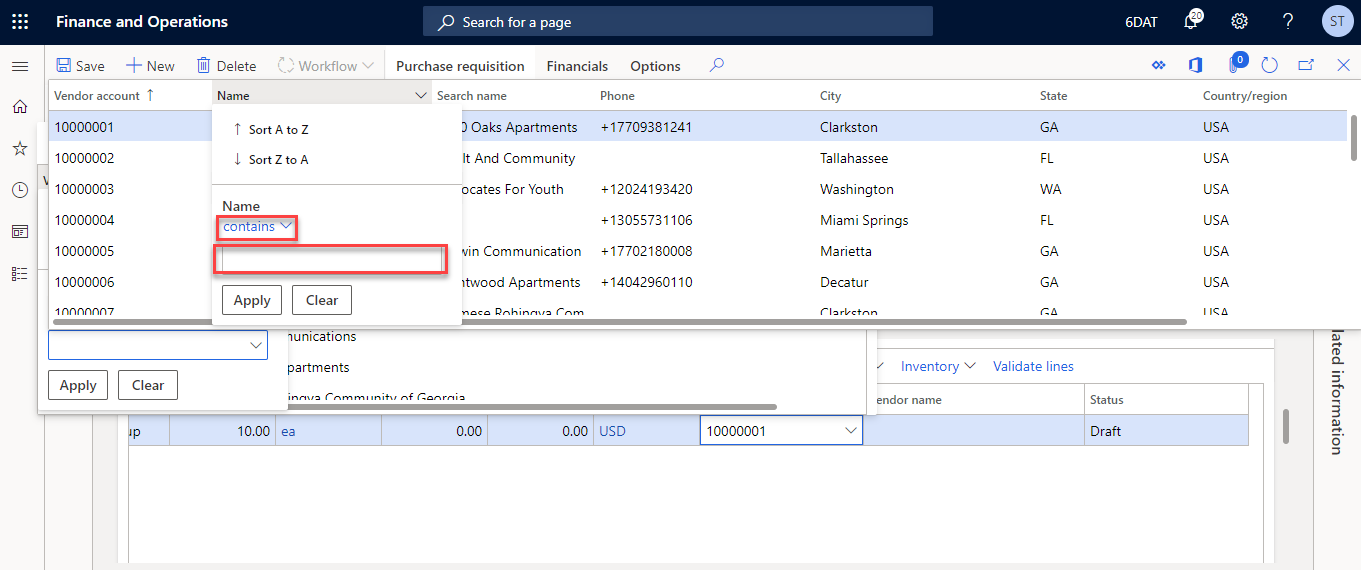 Finance and Operations Search for a page 6DAT 20 ST
Save New Delete Workflow Purchase requisition Financials Options 0
Vendor account Name Search name Phone City State Country/region
10000001 0 Oaks Apartments +17709381241 Clarkston GA USA
Sort A to Z
10000002 lt And Community Tallahassee FL USA
Sort Z to A
10000003 ocates For Youth +12024193420 Washington WA USA
Name
10000004 +13055731106 Miami Springs FL USA
contains
10000005 win Communication +17702180008 Marietta GA USA
10000006 ntwood Apartments +14042960110 Decatur GA USA
Apply Clear
10000007 mese Rohingya Com Clarkston GA USA
munications
partments Inventory Validate lines
Apply Clear
ingya Community of Georgia endor name Status
up 10.00 ea 0.00 0.00 USD 10000001 Draft
lated information